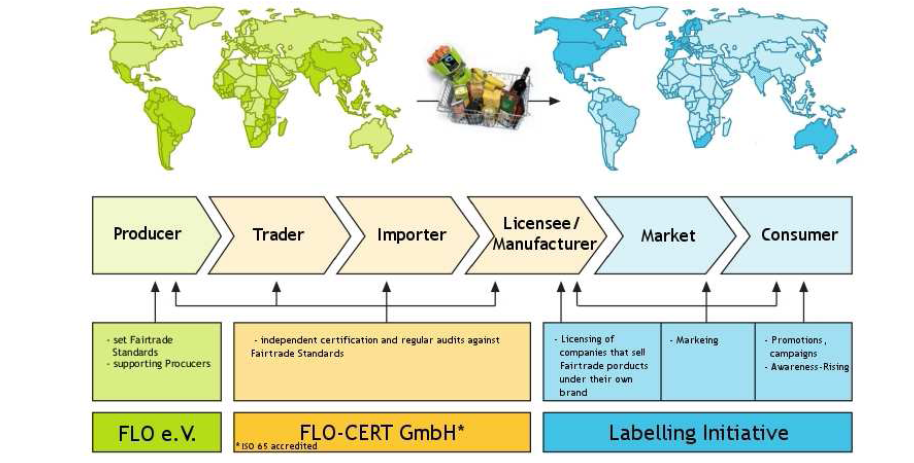 Producer
Trader
Importer
Licensee/
Manufacturer
Market
Consumer
- set Fairtrade
Standards
- supporting Procucers
- independent certification and regular audits against
Fairtrade Standards
- Licensing of
companies that sell
Fairtrade porducts
under their own
brand
- Markeing
- Promotions,
campaigns
- Awareness-Rising
FLO e.V.
FLO-CERT GmbH*
*ISO 65 accredited
Labelling Initiative